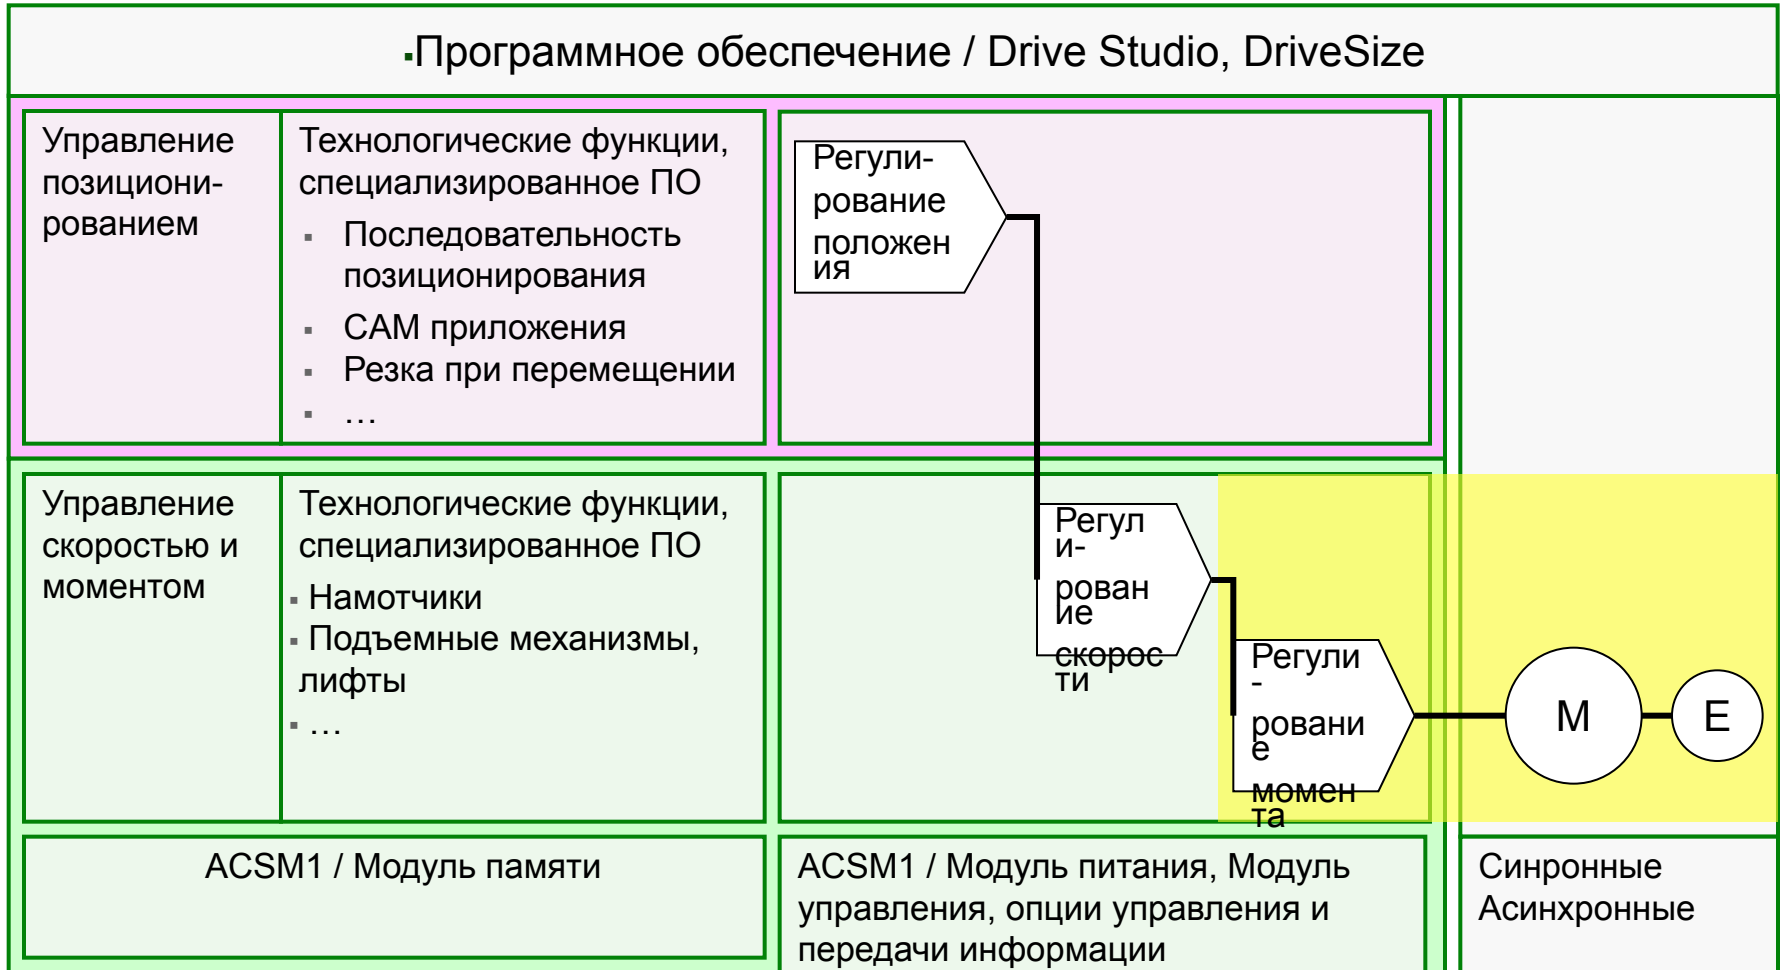 ▪Программное обеспечение / Drive Studio, DriveSize
Управление
позициони-
рованием
Технологические функции,
специализированное ПО
▪ Последовательность
позиционирования
▪ CAM приложения
▪ Резка при перемещении
▪ …
Регули-
рование
положен
ия
Управление
скоростью и
моментом
Технологические функции,
специализированное ПО
▪ Намотчики
▪ Подъемные механизмы,
лифты
▪ …
Регул
и-
рован
ие
скорос
ти
Регули
-
ровани
е
момен
та
M
E
ACSM1 / Модуль памяти
ACSM1 / Модуль питания, Модуль
управления, опции управления и
передачи информации
Синронные
Асинхронные